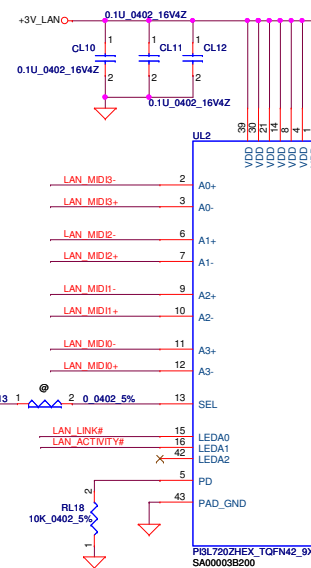 0.1U_0402_16V4Z
+3V_LAN
1 1 1
CL10 CL11 CL12
0.1U_0402_16V4Z
2 2 2
0.1U_0402_16V4Z
UL2
39 30 21 14 8 4 1
VDD VDD VDD VDD VDD VDD VDD
LAN_MIDI3- 2 A0+
LAN_MIDI3+ 3 A0-
LAN_MIDI2- 6 A1+
LAN_MIDI2+ 7 A1-
LAN_MIDI1- 9 A2+
LAN_MIDI1+ 10 A2-
LAN_MIDI0- 11 A3+
LAN_MIDI0+ 12 A3-
@
13 1 2 0_0402_5% 13 SEL
LAN_LINK# 15 LEDA0
LAN_ACTIVITY# 16 LEDA1
42 LEDA2
5 PD
2
43 PAD_GND
RL18
10K_0402_5%
1
PI3L720ZHEX_TQFN42_9X
SA00003B200